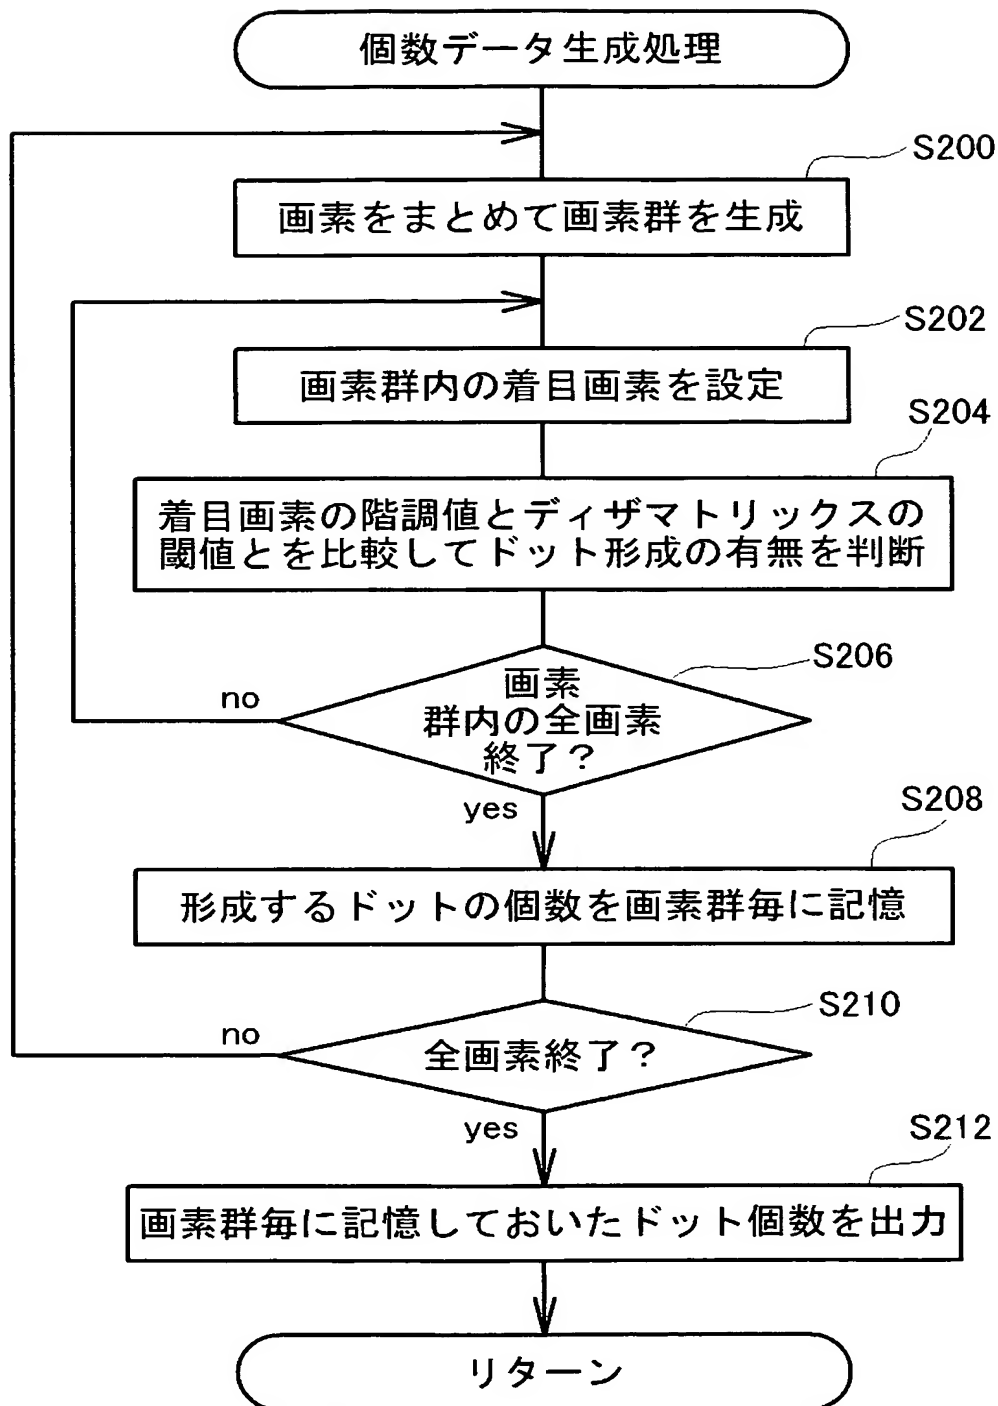 個数データ生成処理
S200
画素をまとめて画素群を生成
S202
画素群内の着目画素を設定
S204
着目画素の階調値とディザマトリックスの
閾値とを比較してドット形成の有無を判断
S206
画素
群内の全画素
終了?
no
yes
S208
形成するドットの個数を画素群毎に記憶
S210
全画素終了?
no
yes
S212
画素群毎に記憶しておいたドット個数を出力
リターン